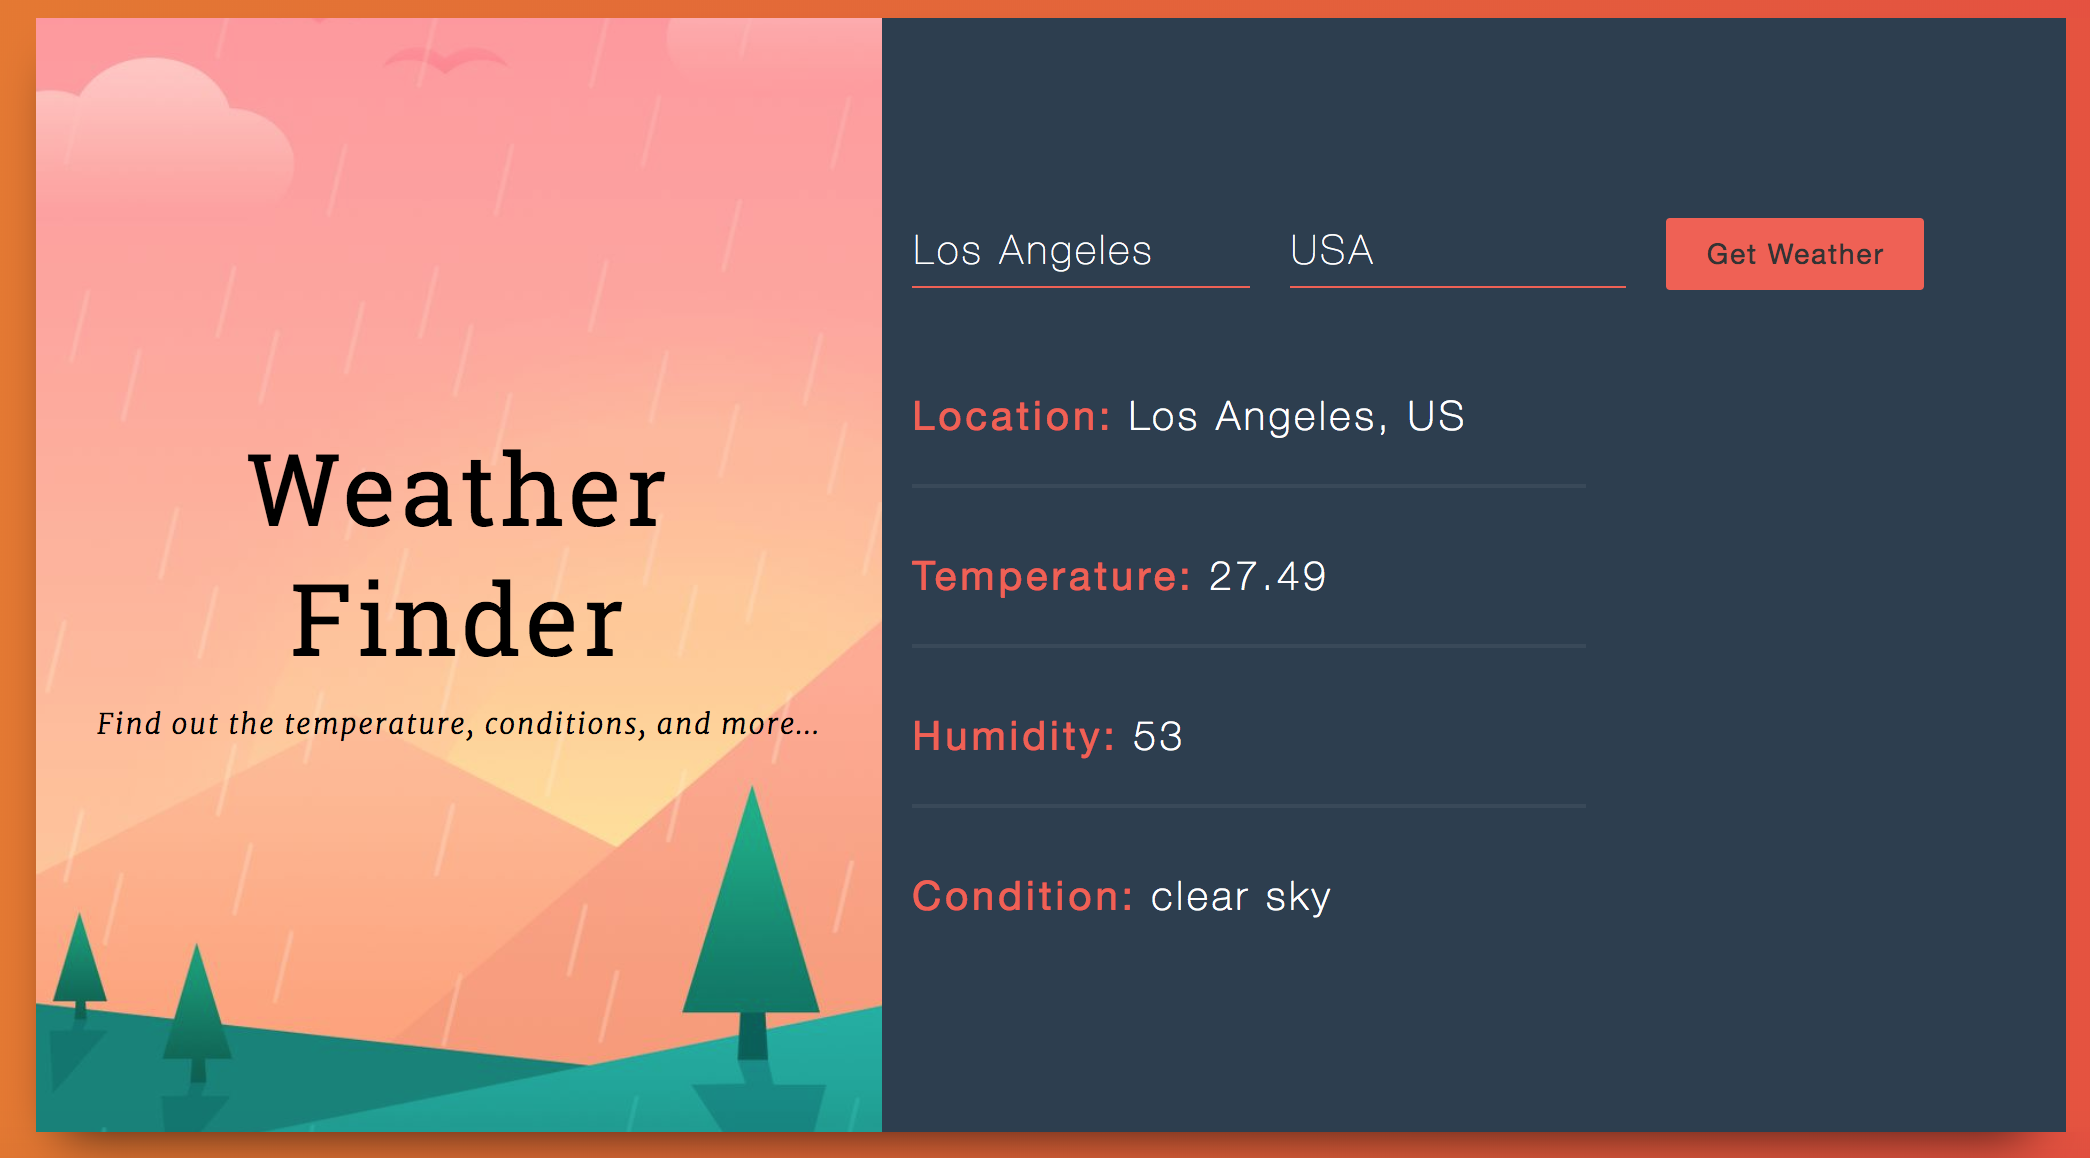 Weather
Finder
Find out the temperature, conditions, and more...
Los Angeles
USA
Get Weather
Location: Los Angeles, US
Temperature: 27.49
Humidity: 53
Condition: clear sky